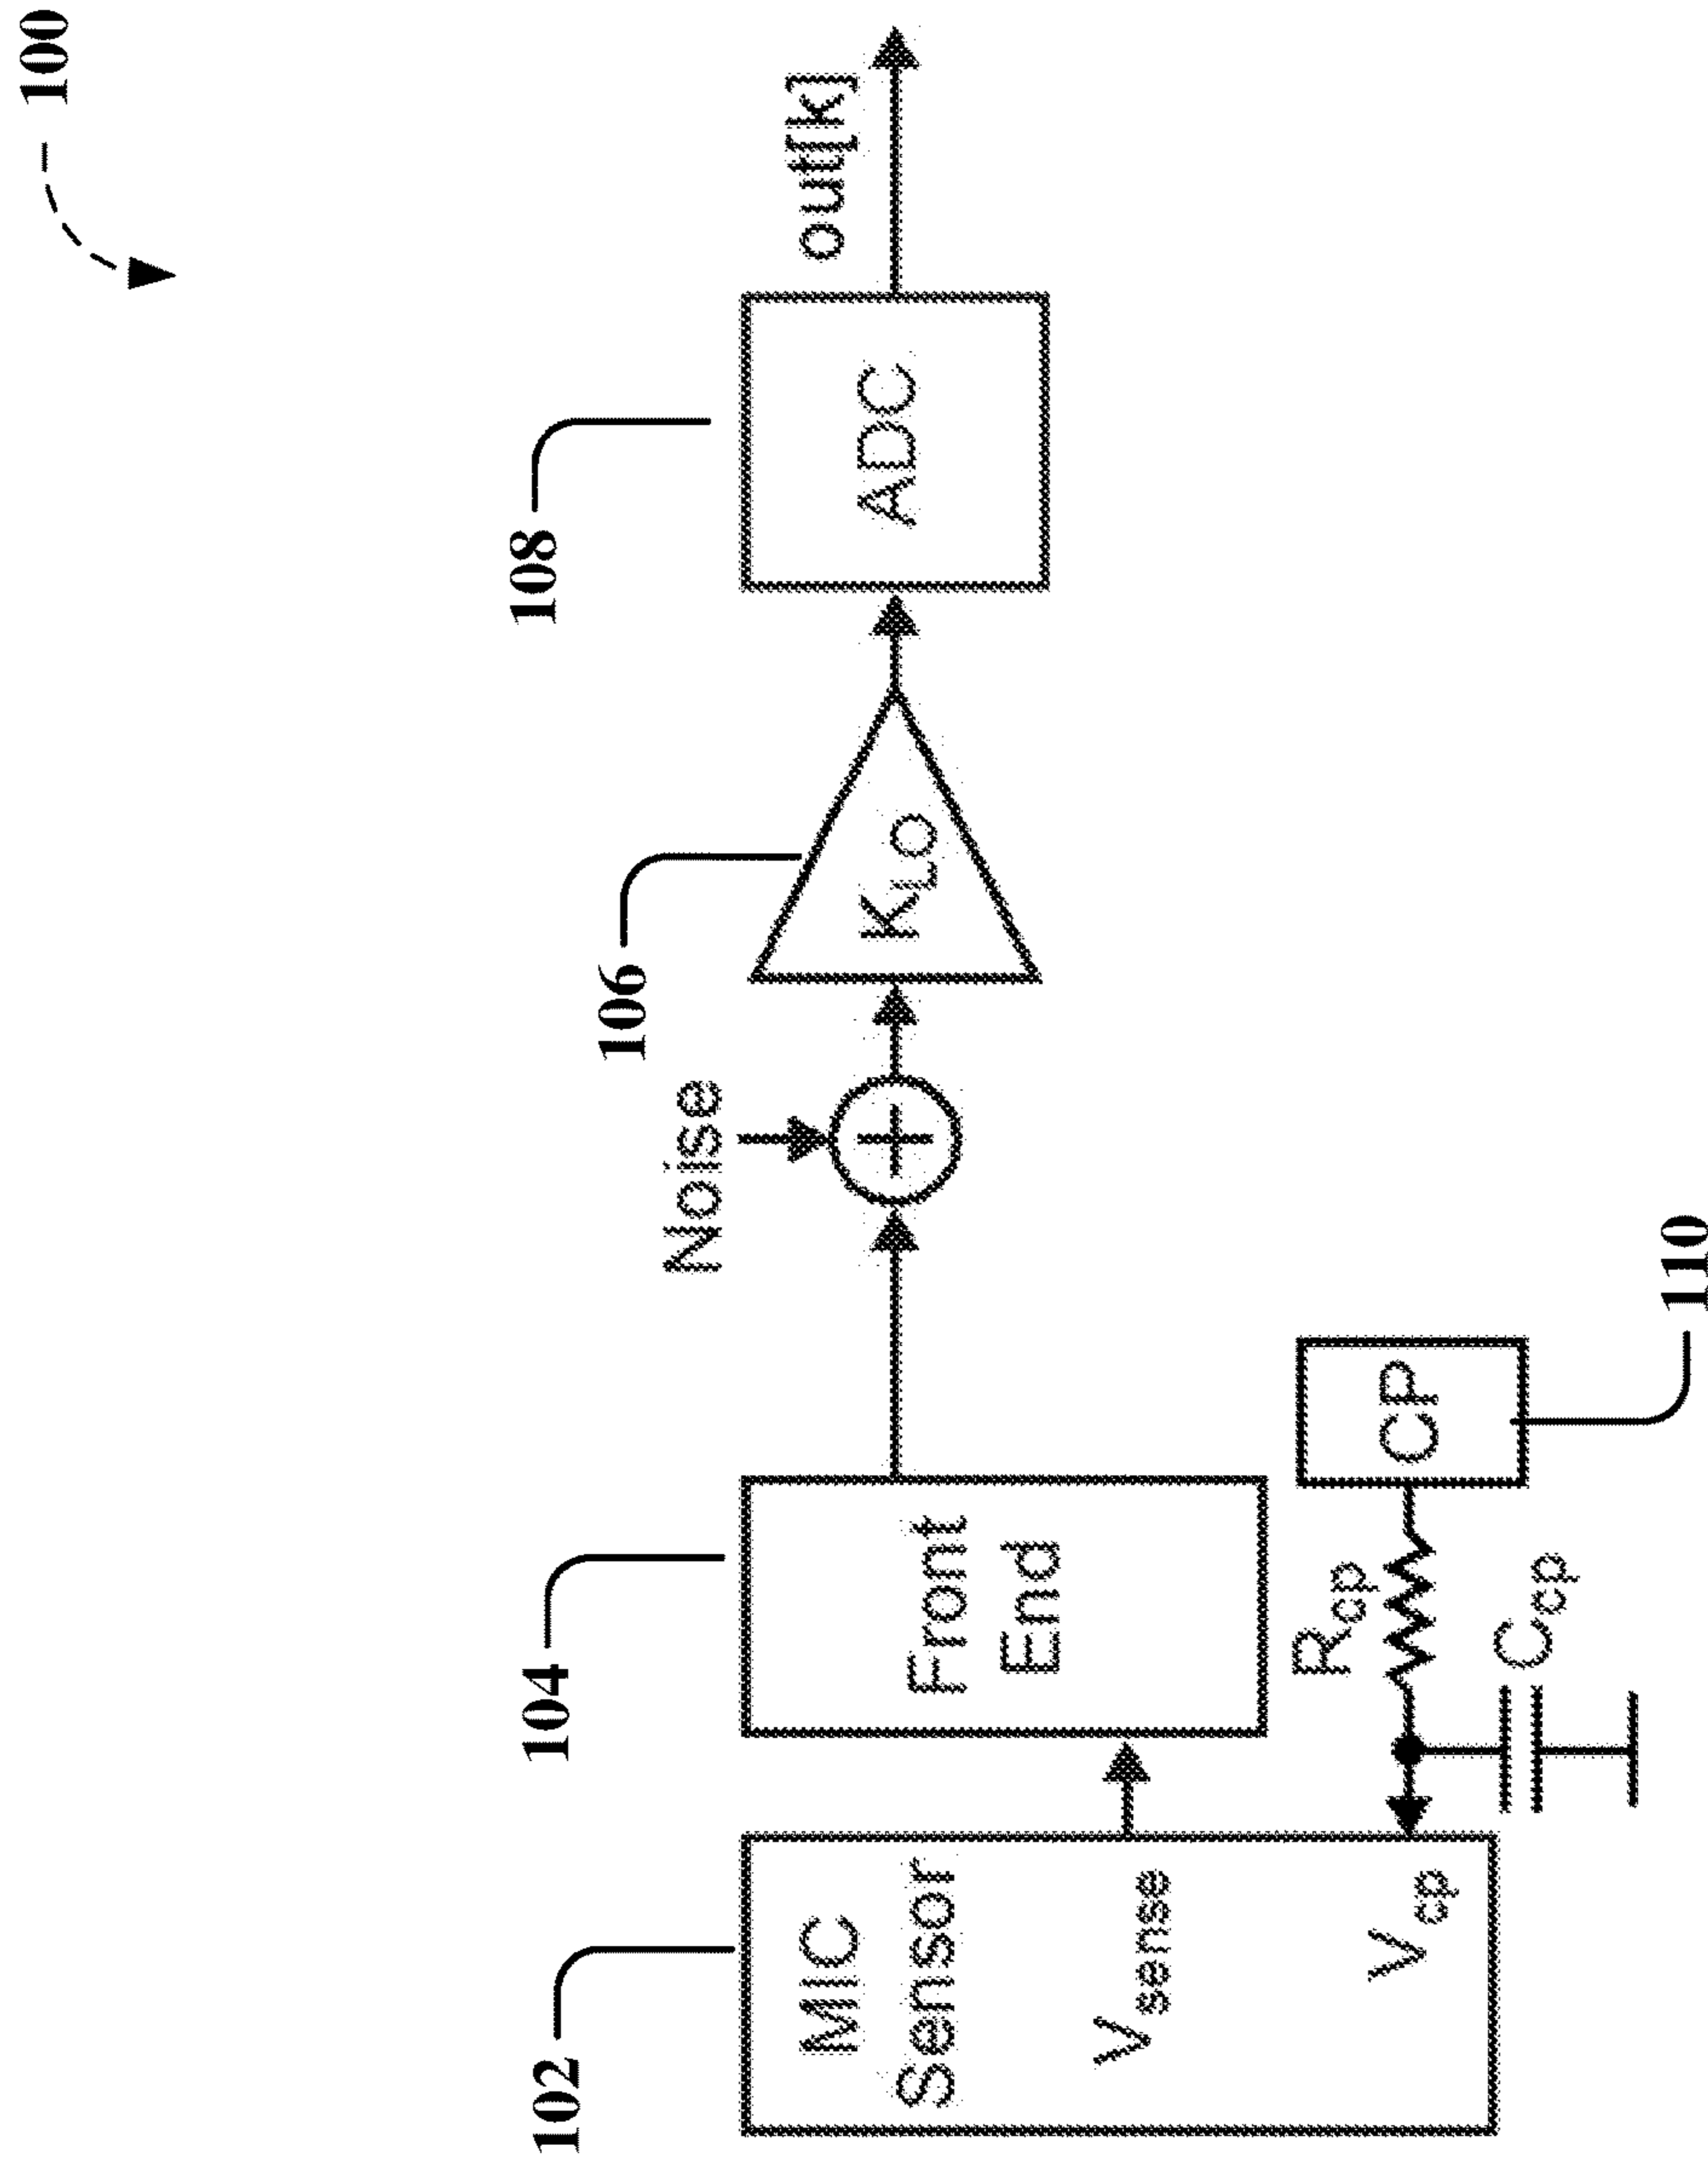 100
102
MIC
Sensor
Vsense
Vcp
104
Front
End
Rcp
Ccp
CP
110
Noise
106
KLO
108
ADC
out[k]